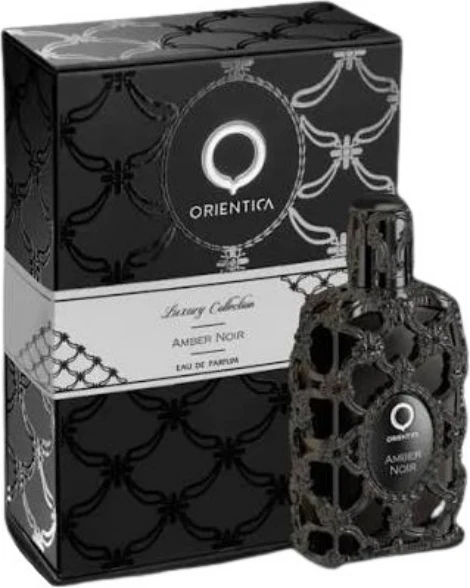 ORIENTICA
Luxury Collection
AMBER NOIR
EAU DE PARFUM
ORIENTICA
AMBER
NOIR